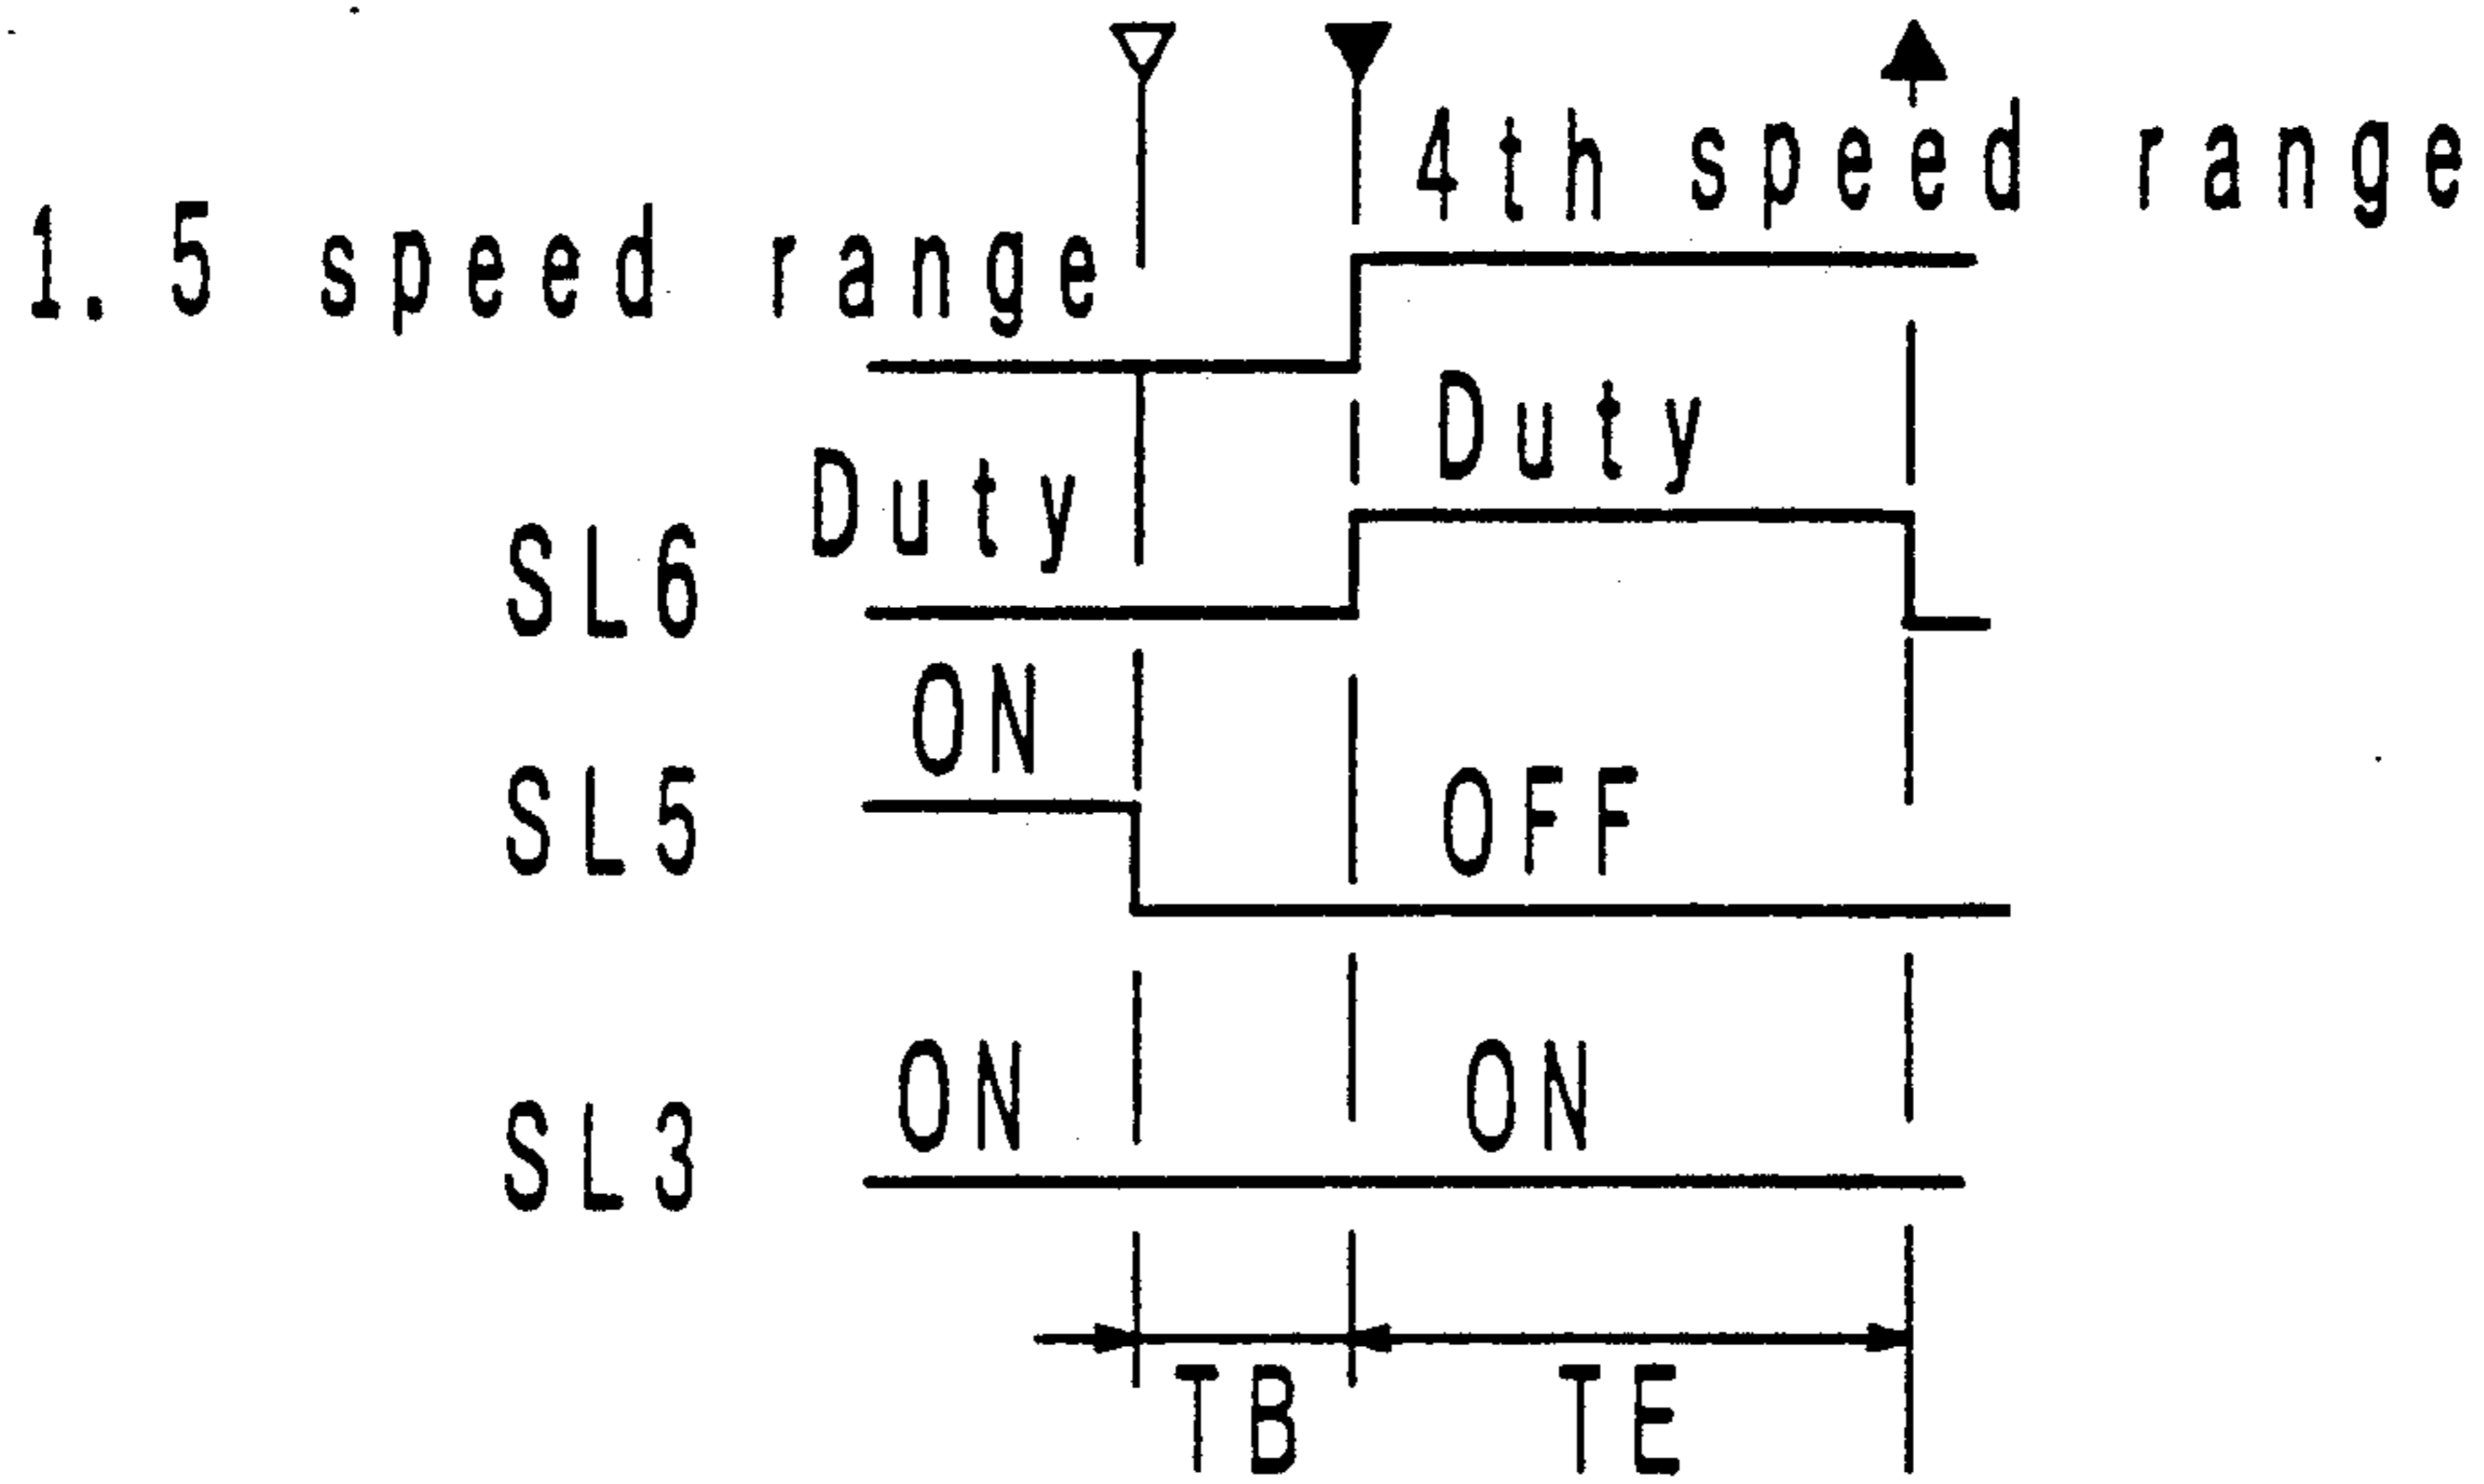 4th speed range
1.5 speed range
Duty
Duty
SL6
ON
SL5
OFF
ON
ON
SL3
TB
TE